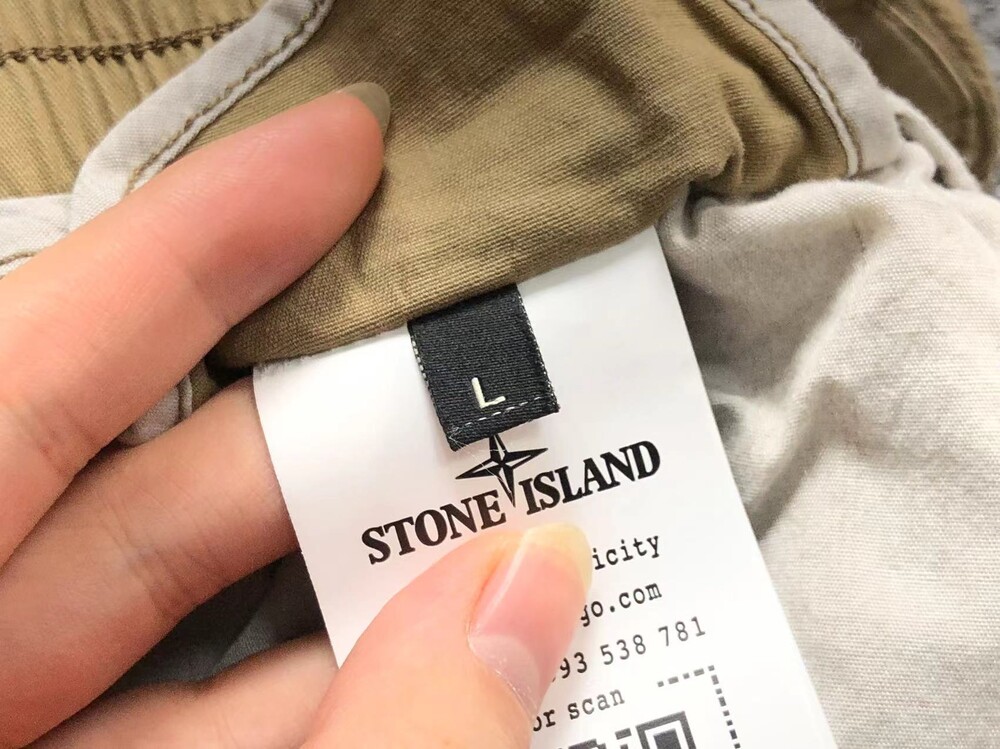 L
STONE ISLAND
icity
go.com
93 538 781
or scan